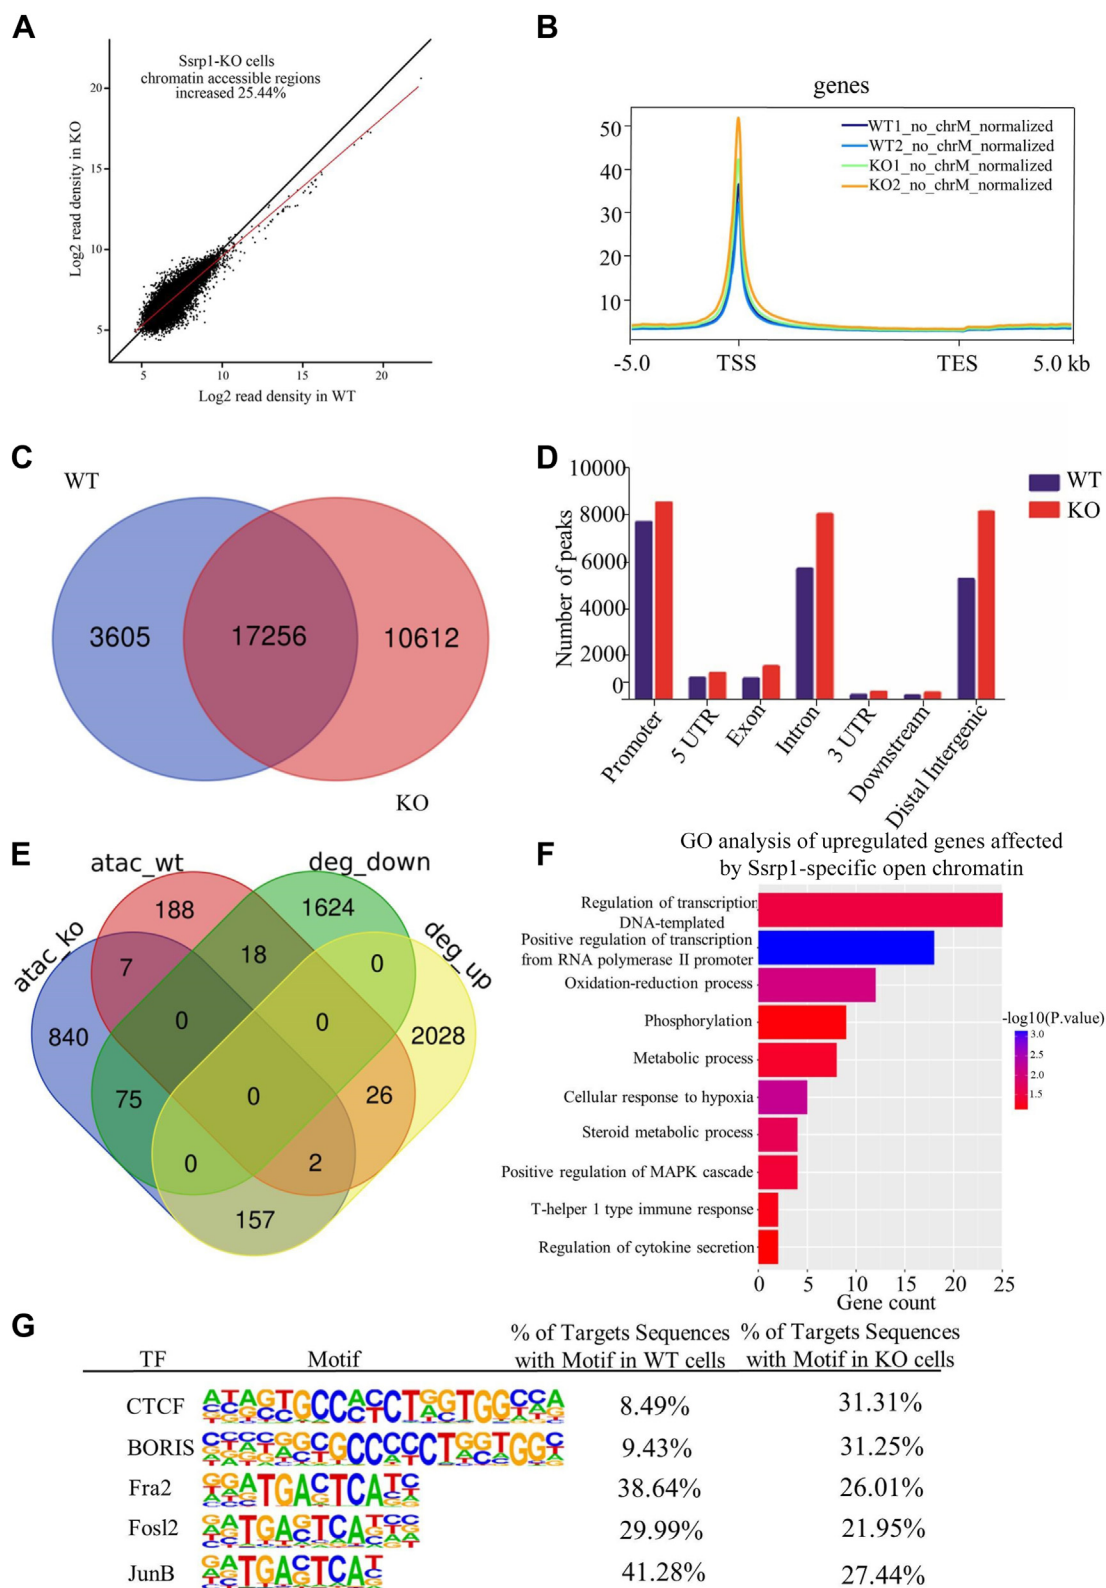 A
Ssrp1-KO cells
chromatin accessible regions
increased 25.44%
Log2 read density in KO
20
15
10
5
5
10
15
20
Log2 read density in WT
B
genes
50
40
30
20
10
WT1_no_chrM_normalized
WT2_no_chrM_normalized
KO1_no_chrM_normalized
KO2_no_chrM_normalized
-5.0
TSS
TES
5.0 kb
C
WT
3605
17256
10612
KO
D
Number of peaks
10000
8000
6000
4000
2000
0
WT
KO
Promoter
5 UTR
Exon
Intron
3 UTR
Downstream
Distal Intergenic
E
atac_ko
atac_wt
deg_down
deg_up
188
1624
7
18
0
840
0
0
2028
75
0
26
0
2
157
F
GO analysis of upregulated genes affected
by Ssrp1-specific open chromatin
Regulation of transcription,
DNA-templated
Positive regulation of transcription
from RNA polymerase II promoter
Oxidation-reduction process
Phosphorylation
Metabolic process
Cellular response to hypoxia
Steroid metabolic process
Positive regulation of MAPK cascade
T-helper 1 type immune response
Regulation of cytokine secretion
0
5
10
15
20
25
Gene count
-log10(P.value)
3.0
2.5
2.0
1.5
G
TF
Motif
% of Targets Sequences
with Motif in WT cells
% of Targets Sequences
with Motif in KO cells
CTCF
8.49%
31.31%
BORIS
9.43%
31.25%
Fra2
38.64%
26.01%
Fosl2
29.99%
21.95%
JunB
41.28%
27.44%